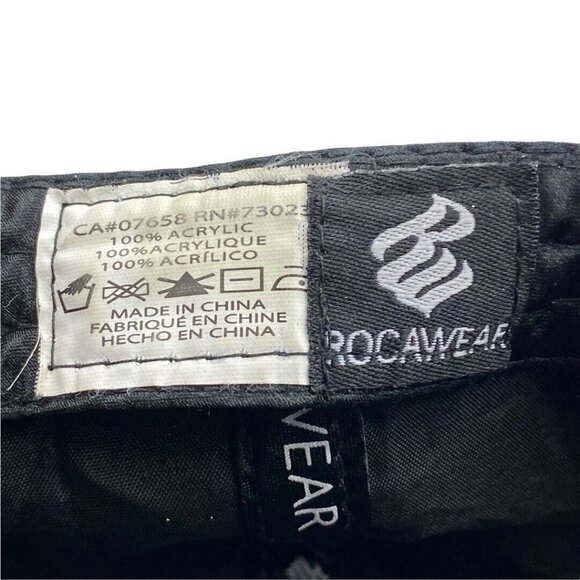 CA#07658 RN#73023
100% ACRYLIC
100% ACRYLIQUE
100% ACRÍLICO
MADE IN CHINA
FABRIQUÉ EN CHINE
HECHO EN CHINA
ROCAWEAR
WEAR